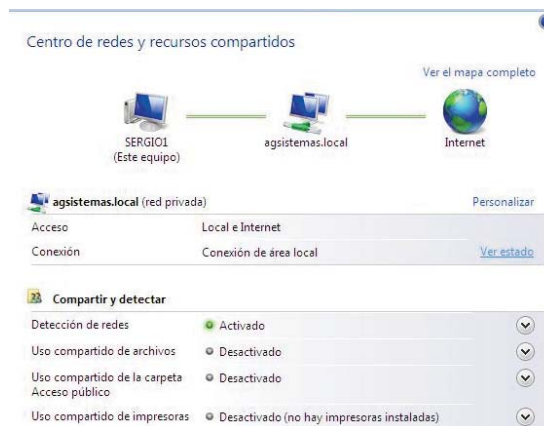 Centro de redes y recursos compartidos
Ver el mapa completo
SERGIO1
(Este equipo)
agsistemas.local
Internet
agsistemas.local (red privada)
Personalizar
Acceso
Local e Internet
Conexión
Conexión de área local
Ver estado
Compartir y detectar
Detección de redes
Activado
Uso compartido de archivos
Desactivado
Uso compartido de la carpeta
Acceso público
Desactivado
Uso compartido de impresoras
Desactivado (no hay impresoras instaladas)